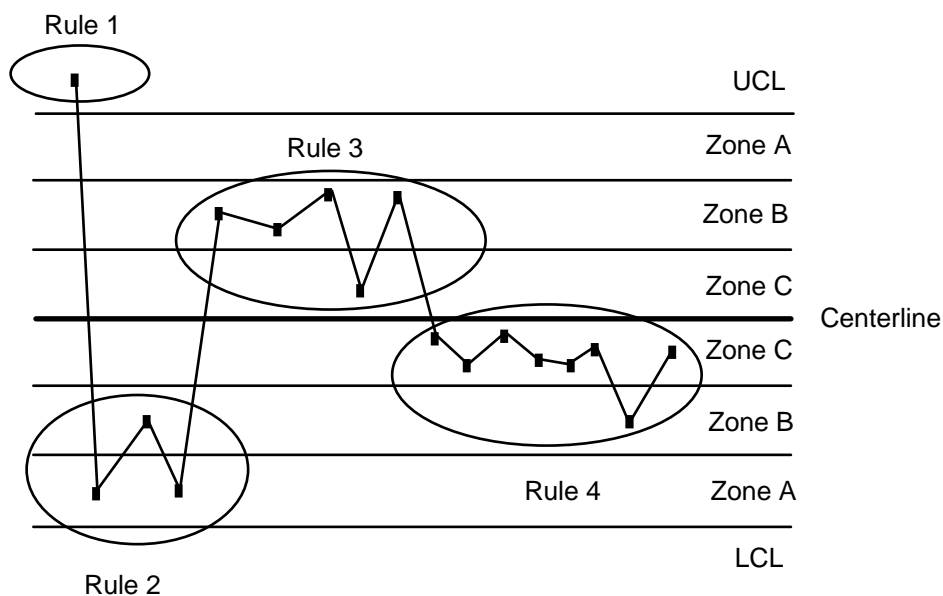 Rule 1
UCL
Zone A
Rule 3
Zone B
Zone C
Centerline
Zone C
Zone B
Rule 4
Zone A
LCL
Rule 2